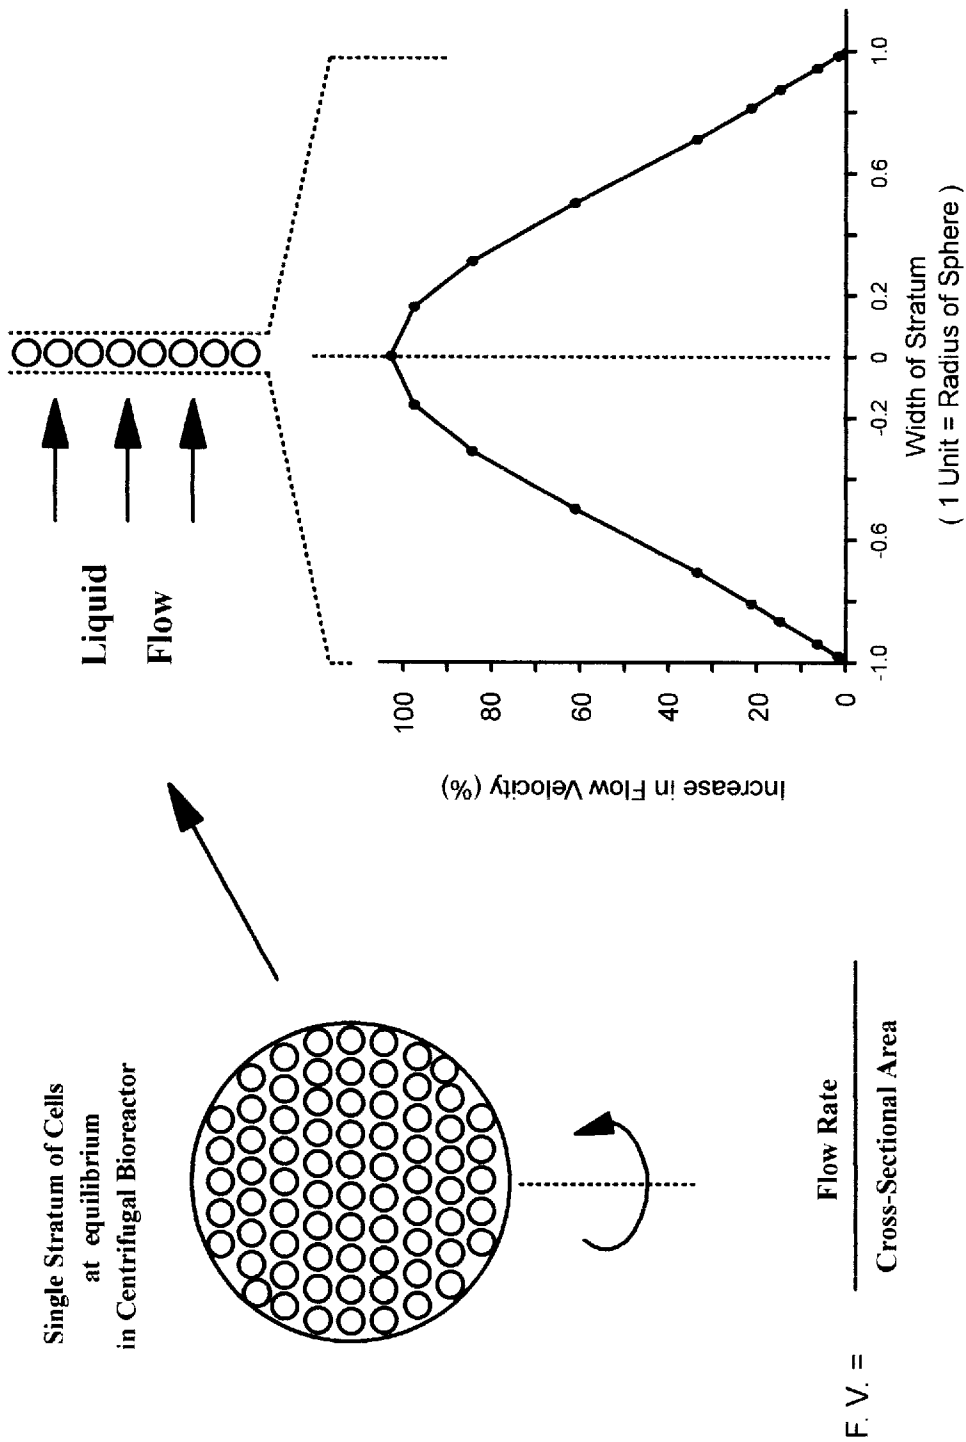 Single Stratum of Cells
at equilibrium
in Centrifugal Bioreactor
Liquid
Flow
F. V. =
Flow Rate
Cross-Sectional Area
Increase in Flow Velocity (%)
100
80
60
40
20
0
-1.0
-0.6
-0.2
0
0.2
0.6
1.0
Width of Stratum
( 1 Unit = Radius of Sphere )